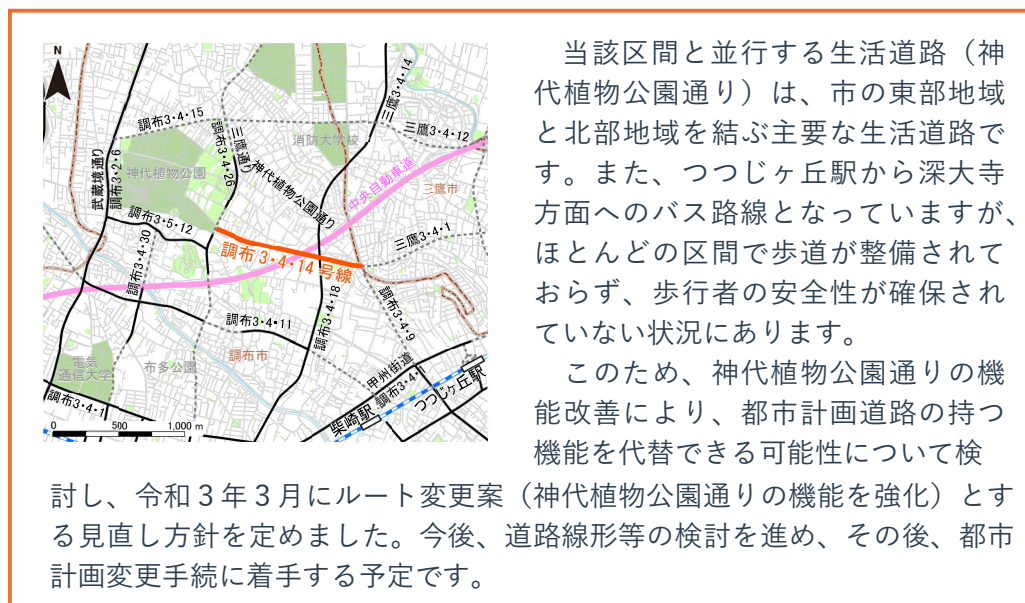 N
調布3・4・15
三鷹3・4・14
三鷹3・4・12
消防大学校
武蔵境通り
調布3・2・6
神代植物公園
調布3・4・26
三鷹通り
神代植物公園通り
中央自動車道
三鷹市
調布3・5・12
調布3・4・30
三鷹3・4・1
調布3・4・14号線
調布3・4・18
調布3・4・9
調布3・4・11
調布市
布多公園
電気
通信大学
甲州街道
調布3・4・1
つつじヶ丘駅
柴崎駅
調布3・4・1
0 500 1,000 m
当該区間と並行する生活道路（神
代植物公園通り）は、市の東部地域
と北部地域を結ぶ主要な生活道路で
す。また、つつじヶ丘駅から深大寺
方面へのバス路線となっていますが、
ほとんどの区間で歩道が整備されて
おらず、歩行者の安全性が確保され
ていない状況にあります。
このため、神代植物公園通りの機
能改善により、都市計画道路の持つ
機能を代替できる可能性について検
討し、令和３年３月にルート変更案（神代植物公園通りの機能を強化）とす
る見直し方針を定めました。今後、道路線形等の検討を進め、その後、都市
計画変更手続に着手する予定です。